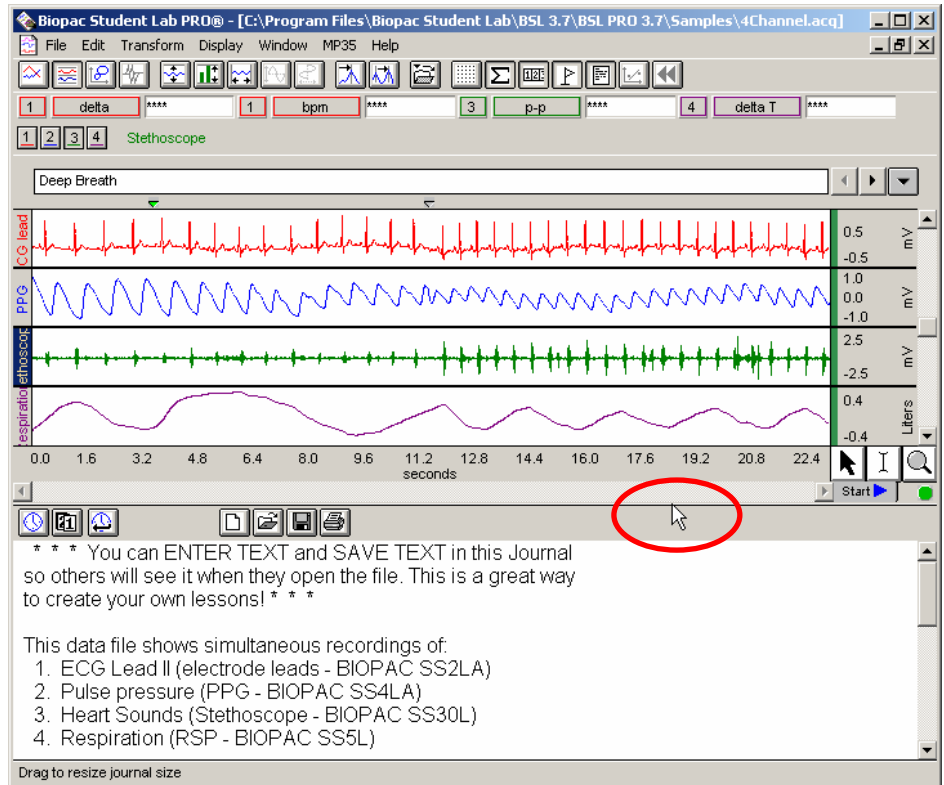 Biopac Student Lab PRO® - [C:\Program Files\Biopac Student Lab\BSL 3.7\BSL PRO 3.7\Samples\4Channel.acq]
File Edit Transform Display Window MP35 Help
1 delta **** 1 bpm **** 3 p-p **** 4 delta T ****
1 2 3 4 Stethoscope
Deep Breath
CG lead
0.5
-0.5
mV
PPG
1.0
0.0
-1.0
mV
ethoscop
2.5
-2.5
mV
espiration
0.4
-0.4
Liters
0.0 1.6 3.2 4.8 6.4 8.0 9.6 11.2 12.8 14.4 16.0 17.6 19.2 20.8 22.4
seconds
Start
* * * You can ENTER TEXT and SAVE TEXT in this Journal
so others will see it when they open the file. This is a great way
to create your own lessons! * * *
This data file shows simultaneous recordings of:
1. ECG Lead II (electrode leads - BIOPAC SS2LA)
2. Pulse pressure (PPG - BIOPAC SS4LA)
3. Heart Sounds (Stethoscope - BIOPAC SS30L)
4. Respiration (RSP - BIOPAC SS5L)
Drag to resize journal size